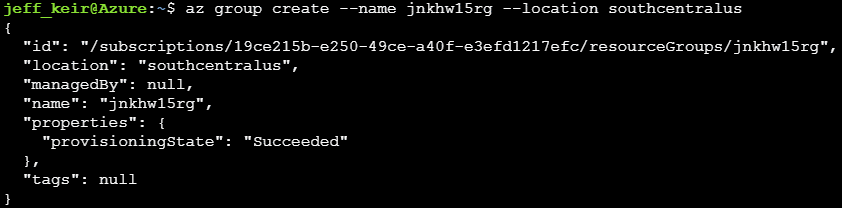 jeff_keir@Azure:~$ az group create --name jnkhw15rg --location southcentralus
{
  "id": "/subscriptions/19ce215b-e250-49ce-a40f-e3efd1217efc/resourceGroups/jnkhw15rg",
  "location": "southcentralus",
  "managedBy": null,
  "name": "jnkhw15rg",
  "properties": {
    "provisioningState": "Succeeded"
  },
  "tags": null
}